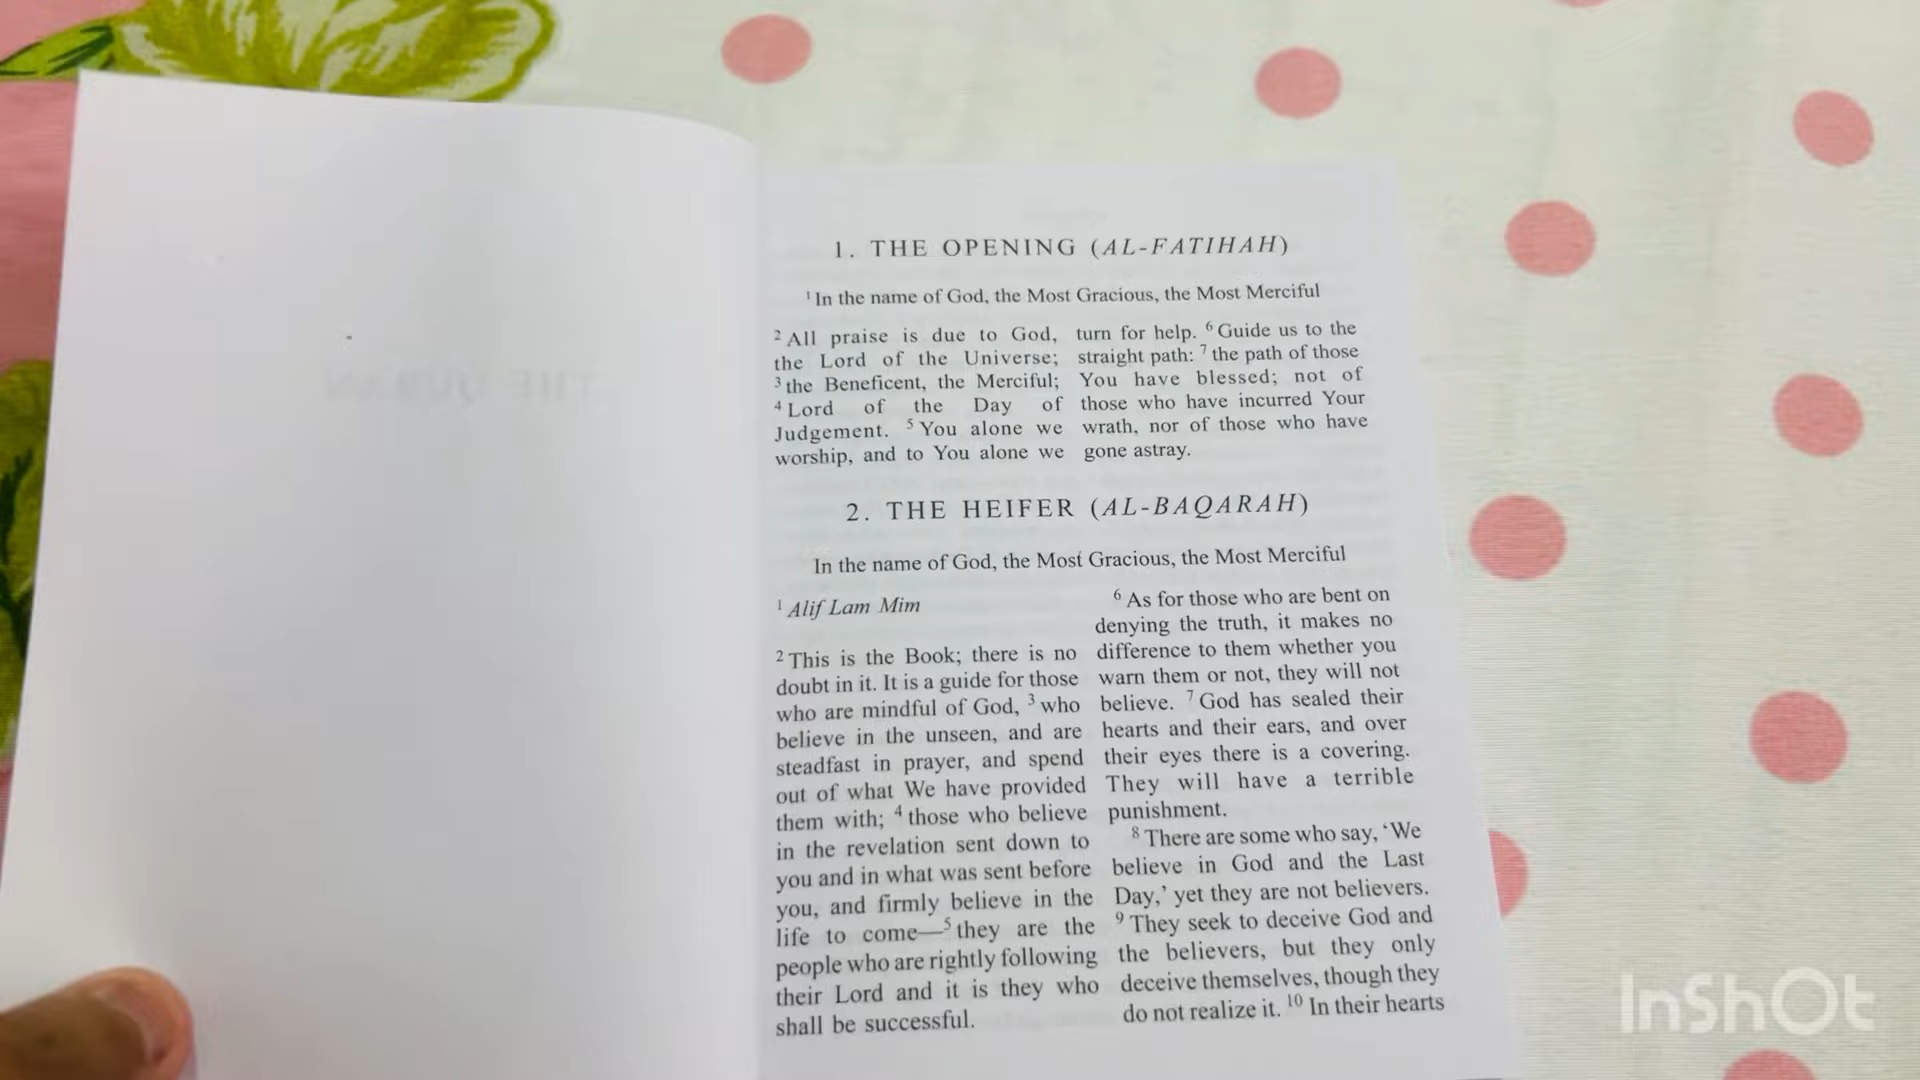 THE QURAN
1. THE OPENING (AL-FATIHAH)
1 In the name of God, the Most Gracious, the Most Merciful
2 All praise is due to God,
the Lord of the Universe;
3 the Beneficent, the Merciful;
4 Lord of the Day of
Judgement. 5 You alone we
worship, and to You alone we
turn for help. 6 Guide us to the
straight path: 7 the path of those
You have blessed; not of
those who have incurred Your
wrath, nor of those who have
gone astray.
2. THE HEIFER (AL-BAQARAH)
In the name of God, the Most Gracious, the Most Merciful
1 Alif Lam Mim
2 This is the Book; there is no
doubt in it. It is a guide for those
who are mindful of God, 3 who
believe in the unseen, and are
steadfast in prayer, and spend
out of what We have provided
them with; 4 those who believe
in the revelation sent down to
you and in what was sent before
you, and firmly believe in the
life to come—5 they are the
people who are rightly following
their Lord and it is they who
shall be successful.
6 As for those who are bent on
denying the truth, it makes no
difference to them whether you
warn them or not, they will not
believe. 7 God has sealed their
hearts and their ears, and over
their eyes there is a covering.
They will have a terrible
punishment.
8 There are some who say, ‘We
believe in God and the Last
Day,’ yet they are not believers.
9 They seek to deceive God and
the believers, but they only
deceive themselves, though they
do not realize it. 10 In their hearts
InShOt